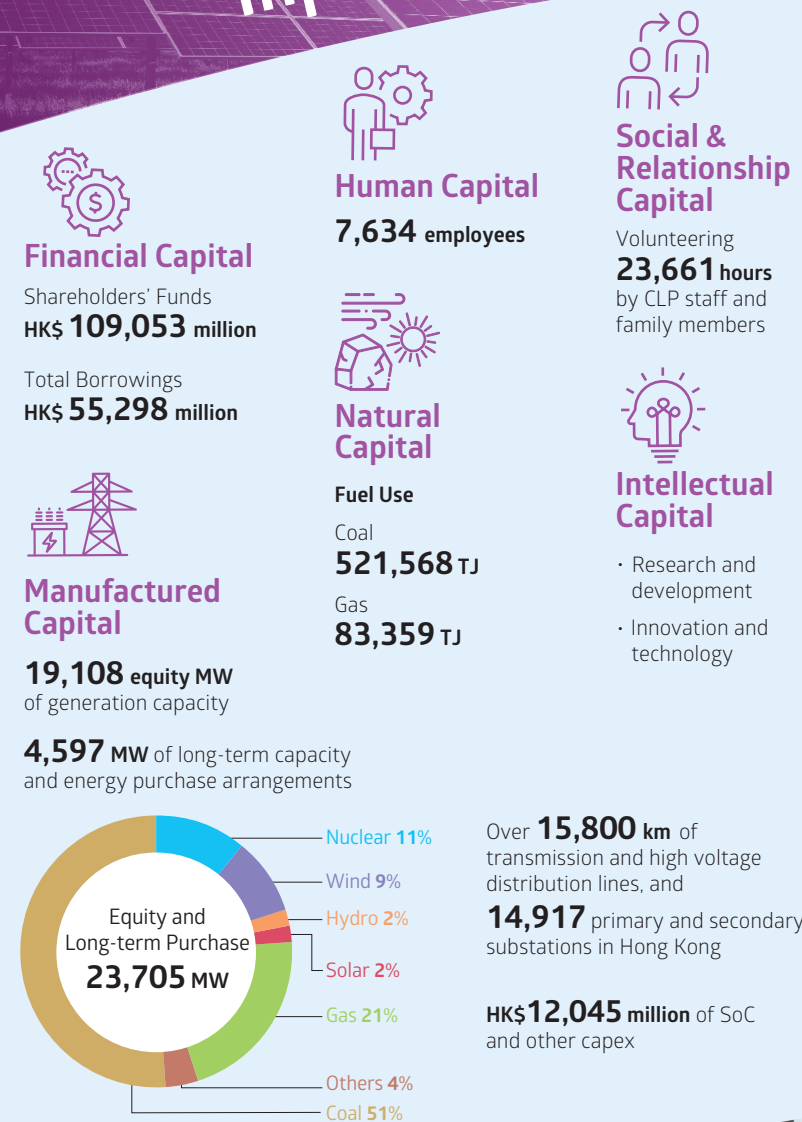 Financial Capital
Shareholders' Funds
HK$ 109,053 million
Total Borrowings
HK$ 55,298 million
Manufactured
Capital
19,108 equity MW
of generation capacity
4,597 MW of long-term capacity
and energy purchase arrangements
Human Capital
7,634 employees
Natural
Capital
Fuel Use
Coal
521,568 TJ
Gas
83,359 TJ
Social &
Relationship
Capital
Volunteering
23,661 hours
by CLP staff and
family members
Intellectual
Capital
· Research and
development
· Innovation and
technology
Equity and
Long-term Purchase
23,705 MW
Nuclear 11%
Wind 9%
Hydro 2%
Solar 2%
Gas 21%
Others 4%
Coal 51%
Over 15,800 km of
transmission and high voltage
distribution lines, and
14,917 primary and secondary
substations in Hong Kong
HK$12,045 million of SoC
and other capex